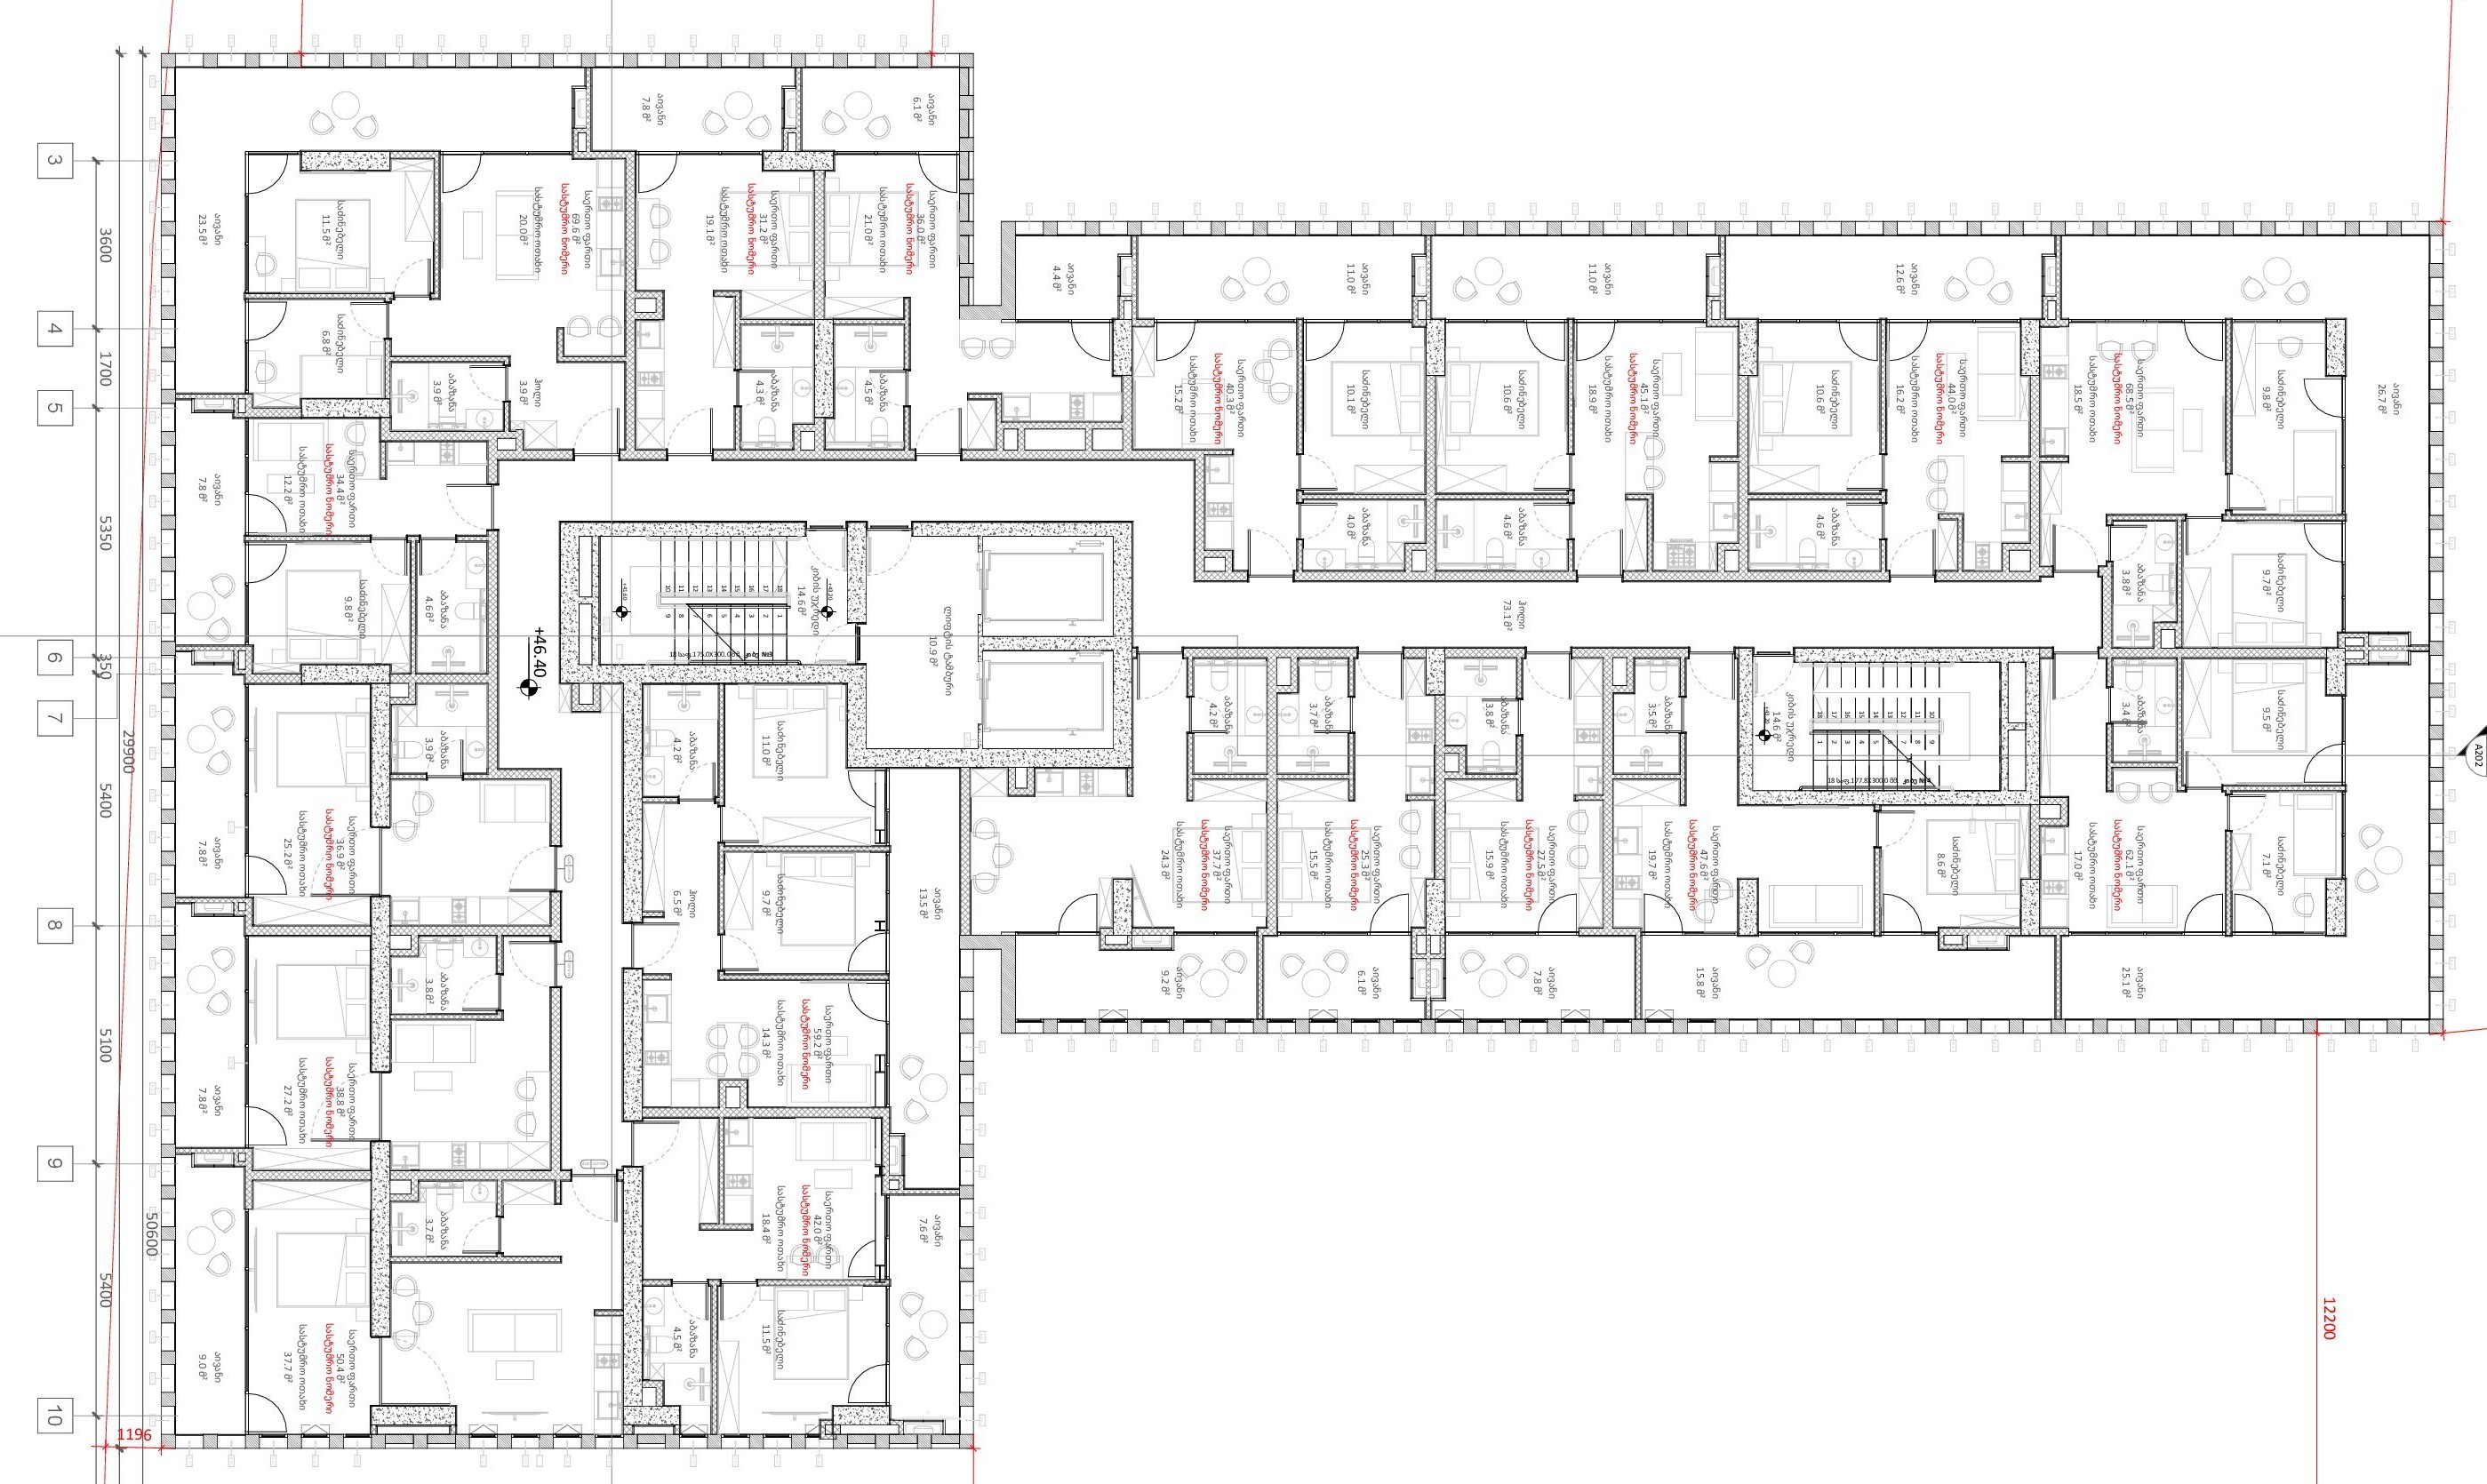 3
4
5
6
7
8
9
10
3600
1700
5350
350
5400
5100
5400
29900
50600
1196
12200
A202
+46.40
აივანი
23.5 მ²
აივანი
7.8 მ²
აივანი
6.1 მ²
საძინებელი
11.5 მ²
საერთო ფართი
69.6 მ²
სასტუმრო ნომერი
სასტუმრო ოთახი
20.0 მ²
საერთო ფართი
31.2 მ²
სასტუმრო ნომერი
სასტუმრო ოთახი
19.1 მ²
საერთო ფართი
36.0 მ²
სასტუმრო ნომერი
სასტუმრო ოთახი
21.0 მ²
საძინებელი
6.8 მ²
აბაზანა
3.9 მ²
ჰოლი
3.9 მ²
აბაზანა
4.3 მ²
აბაზანა
4.5 მ²
აივანი
4.4 მ²
აივანი
11.0 მ²
აივანი
11.0 მ²
აივანი
12.6 მ²
აივანი
26.7 მ²
საერთო ფართი
40.3 მ²
სასტუმრო ნომერი
სასტუმრო ოთახი
15.2 მ²
საძინებელი
10.1 მ²
საძინებელი
10.6 მ²
საერთო ფართი
45.1 მ²
სასტუმრო ნომერი
სასტუმრო ოთახი
18.9 მ²
საძინებელი
10.6 მ²
საერთო ფართი
44.0 მ²
სასტუმრო ნომერი
სასტუმრო ოთახი
16.2 მ²
საერთო ფართი
68.5 მ²
სასტუმრო ნომერი
სასტუმრო ოთახი
18.5 მ²
საძინებელი
9.8 მ²
აბაზანა
4.0 მ²
აბაზანა
4.6 მ²
აბაზანა
4.6 მ²
აბაზანა
3.8 მ²
საძინებელი
9.7 მ²
აივანი
7.8 მ²
საერთო ფართი
34.4 მ²
სასტუმრო ნომერი
სასტუმრო ოთახი
12.2 მ²
საძინებელი
9.8 მ²
აბაზანა
4.6 მ²
კიბის უჯრედი
14.6 მ²
ლიფტის ტამბური
10.9 მ²
ჰოლი
73.1 მ²
აბაზანა
4.2 მ²
აბაზანა
3.7 მ²
აბაზანა
3.8 მ²
აბაზანა
3.5 მ²
კიბის უჯრედი
14.6 მ²
აბაზანა
3.4 მ²
საძინებელი
9.5 მ²
აივანი
7.8 მ²
საერთო ფართი
36.9 მ²
სასტუმრო ნომერი
სასტუმრო ოთახი
25.2 მ²
აბაზანა
3.9 მ²
აბაზანა
4.2 მ²
საძინებელი
11.0 მ²
საძინებელი
9.7 მ²
ჰოლი
6.5 მ²
აივანი
13.5 მ²
საერთო ფართი
37.7 მ²
სასტუმრო ნომერი
სასტუმრო ოთახი
24.3 მ²
საერთო ფართი
25.3 მ²
სასტუმრო ნომერი
სასტუმრო ოთახი
15.5 მ²
საერთო ფართი
27.5 მ²
სასტუმრო ნომერი
სასტუმრო ოთახი
15.9 მ²
საერთო ფართი
47.6 მ²
სასტუმრო ნომერი
სასტუმრო ოთახი
19.7 მ²
საძინებელი
8.6 მ²
საერთო ფართი
62.1 მ²
სასტუმრო ნომერი
სასტუმრო ოთახი
17.0 მ²
საძინებელი
7.1 მ²
აივანი
9.2 მ²
აივანი
6.1 მ²
აივანი
7.8 მ²
აივანი
15.8 მ²
აივანი
25.1 მ²
აივანი
7.8 მ²
საერთო ფართი
38.8 მ²
სასტუმრო ნომერი
სასტუმრო ოთახი
27.2 მ²
აბაზანა
3.8 მ²
საერთო ფართი
59.2 მ²
სასტუმრო ნომერი
სასტუმრო ოთახი
14.3 მ²
აივანი
9.0 მ²
საერთო ფართი
50.4 მ²
სასტუმრო ნომერი
სასტუმრო ოთახი
37.7 მ²
აბაზანა
3.7 მ²
საერთო ფართი
42.0 მ²
სასტუმრო ნომერი
სასტუმრო ოთახი
18.4 მ²
აივანი
7.6 მ²
აბაზანა
4.5 მ²
საძინებელი
11.5 მ²